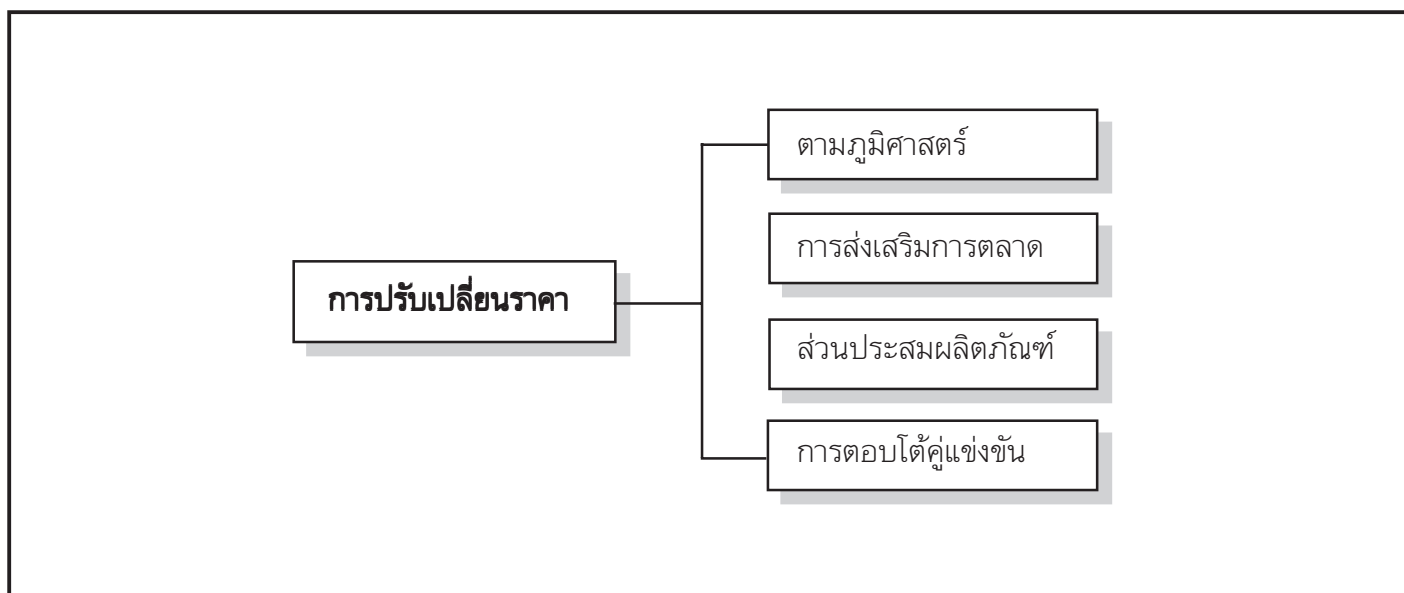 ตามภูมิศาสตร์
การส่งเสริมการตลาด
การปรับเปลี่ยนราคา
ส่วนประสมผลิตภัณฑ์
การตอบโต้คู่แข่งขัน